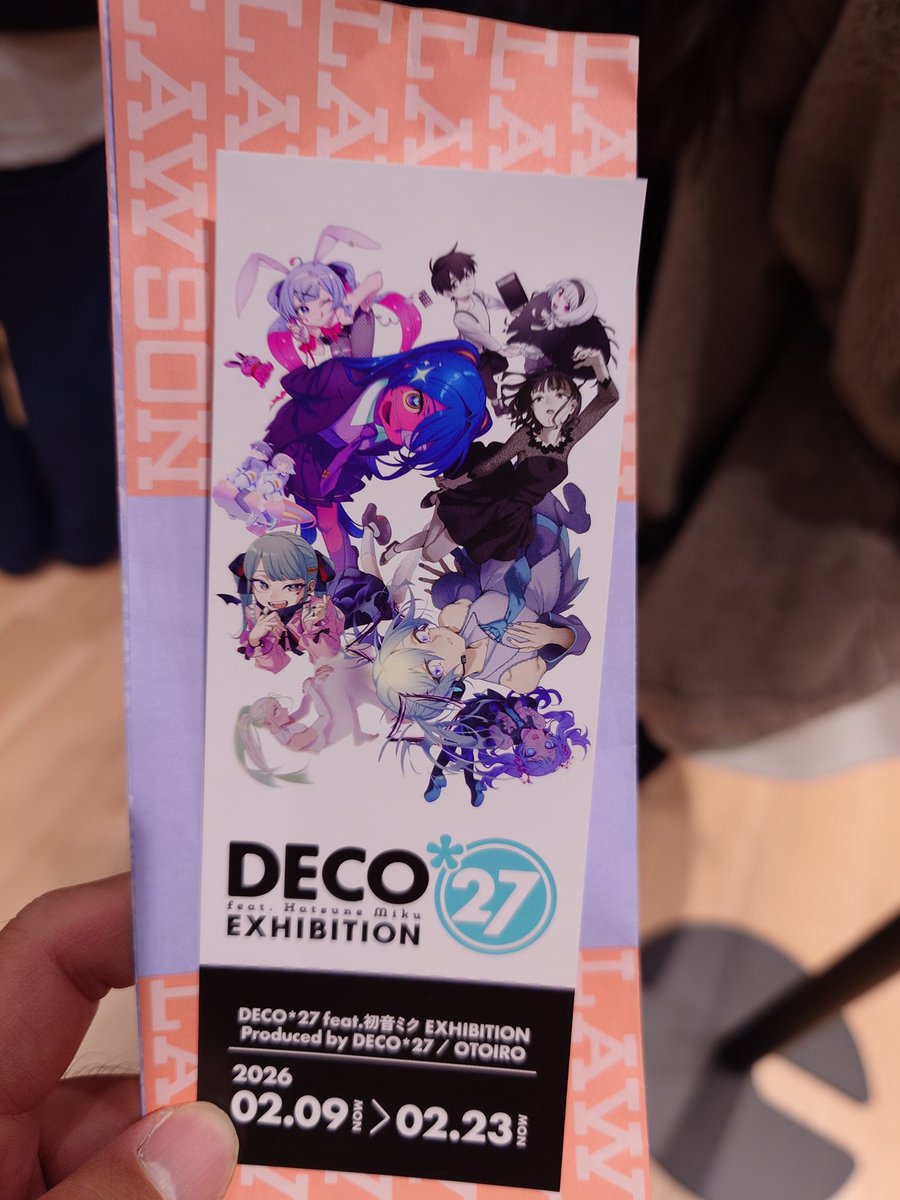 LAWSON
LAW
DECO*27
feat. Hatsune Miku
EXHIBITION
DECO*27 feat.初音ミク EXHIBITION
Produced by DECO*27 / OTOIRO
2026
02.09 MON > 02.23 MON